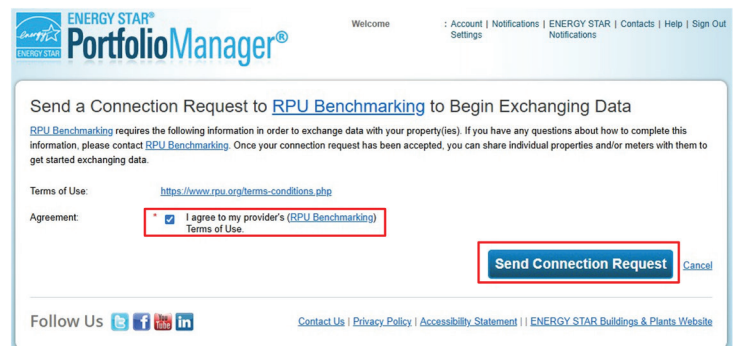 ENERGY STAR®
PortfolioManager®
energy
ENERGY STAR
Welcome : Account | Notifications | ENERGY STAR | Contacts | Help | Sign Out
Settings Notifications
Send a Connection Request to RPU Benchmarking to Begin Exchanging Data
RPU Benchmarking requires the following information in order to exchange data with your property(ies). If you have any questions about how to complete this
information, please contact RPU Benchmarking. Once your connection request has been accepted, you can share individual properties and/or meters with them to
get started exchanging data.
Terms of Use: https://www.rpu.org/terms-conditions.php
Agreement: * I agree to my provider's (RPU Benchmarking)
Terms of Use.
Send Connection Request Cancel
Follow Us You Tube in Contact Us | Privacy Policy | Accessibility Statement | | ENERGY STAR Buildings & Plants Website